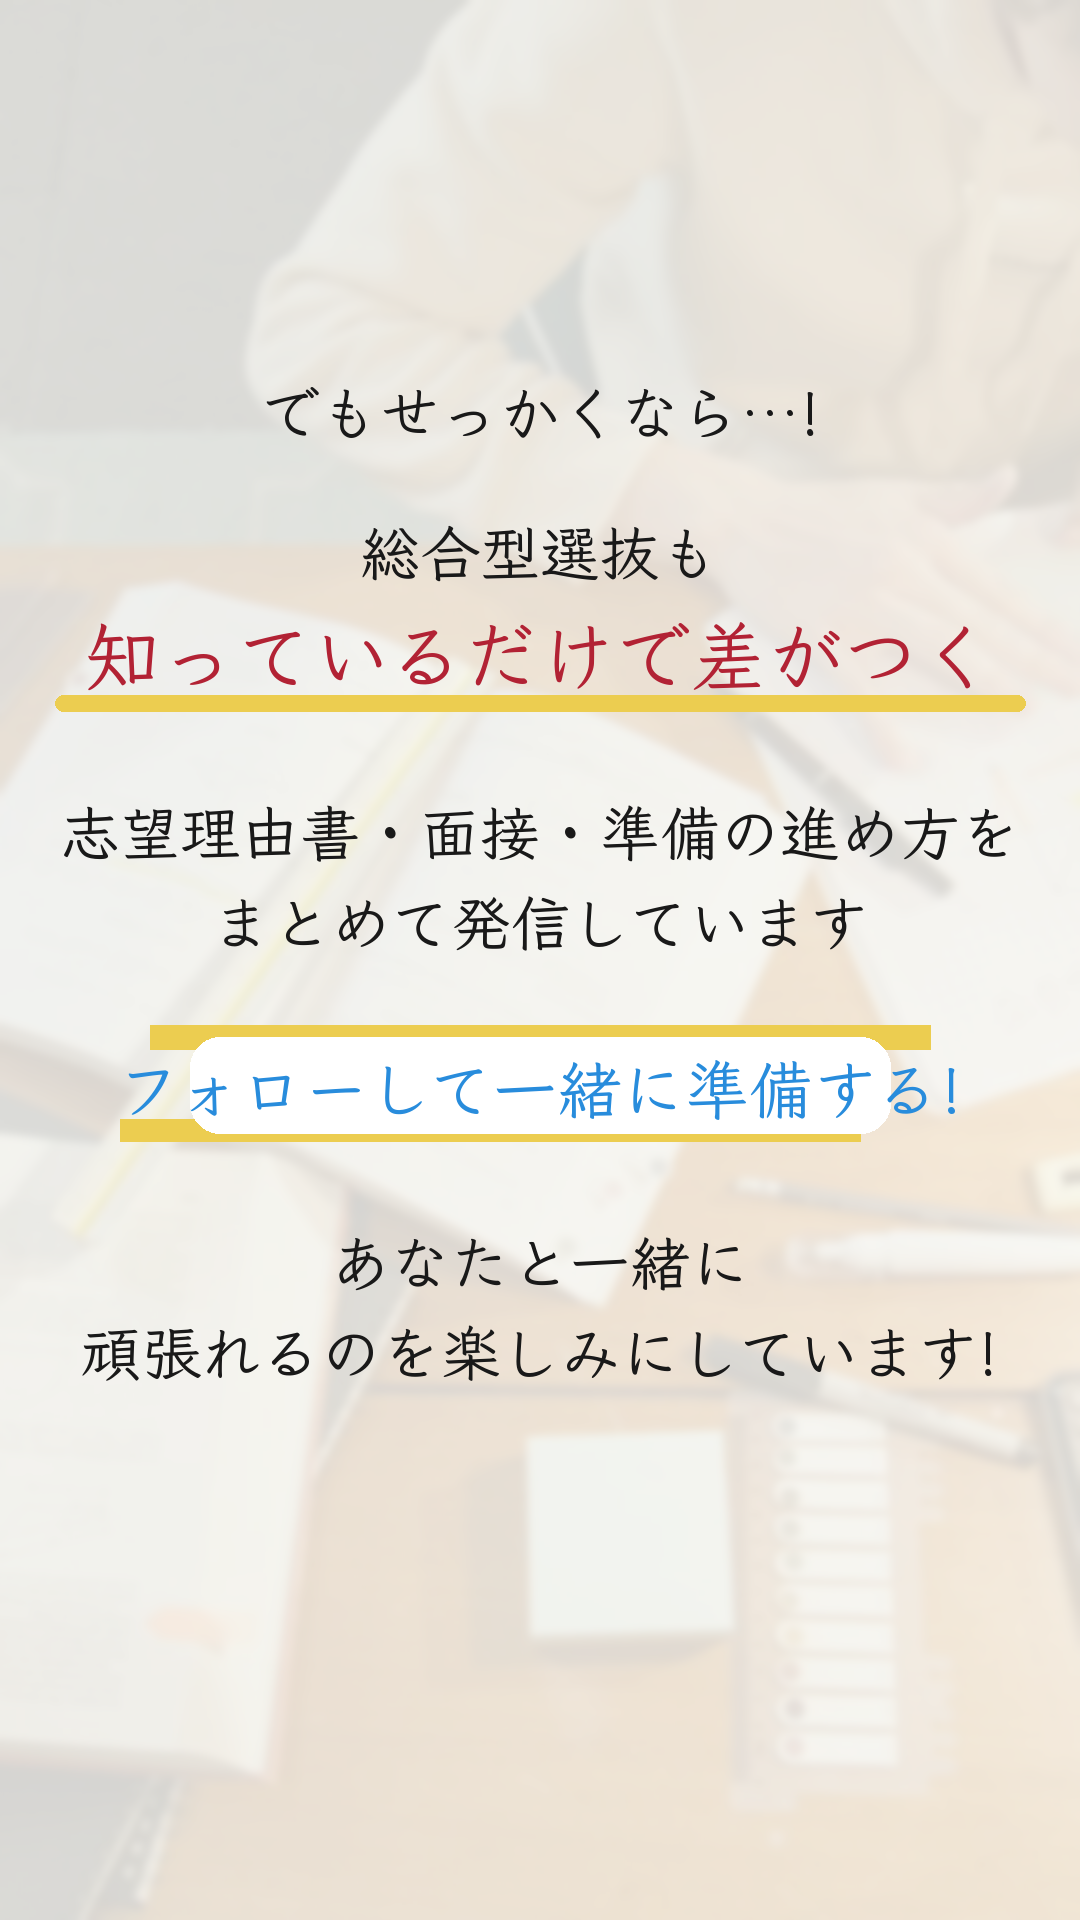 でもせっかくなら…!
総合型選抜も
知っているだけで差がつく
志望理由書・面接・準備の進め方を
まとめて発信しています
フォローして一緒に準備する!
あなたと一緒に
頑張れるのを楽しみにしています!